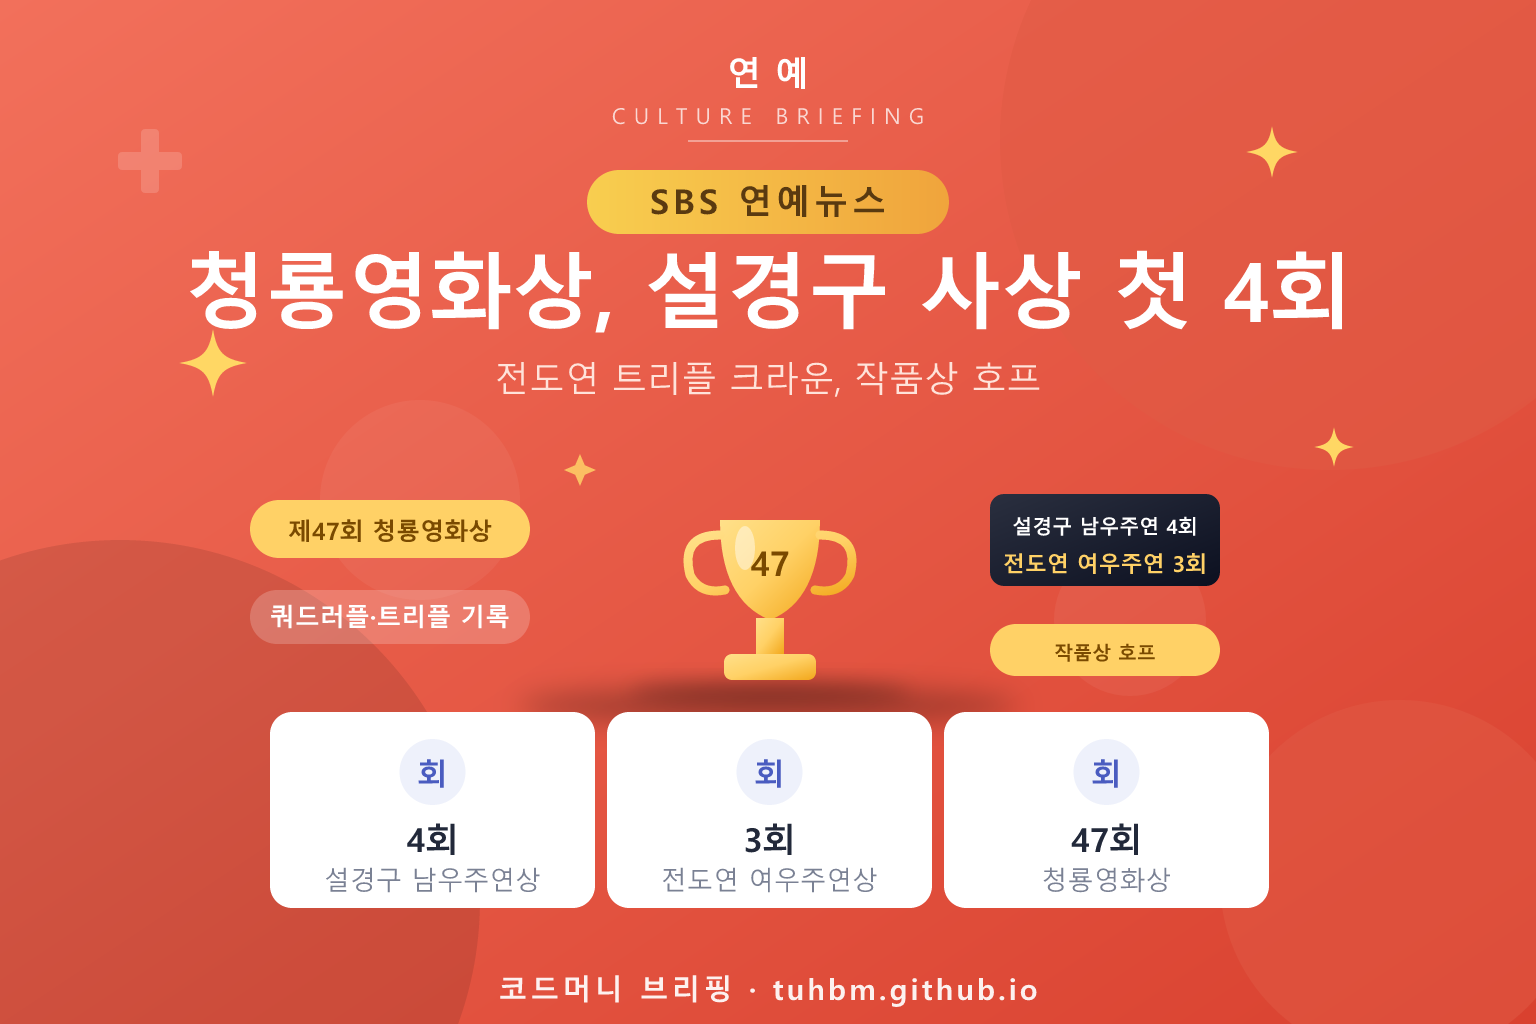 연예
CULTURE BRIEFING
SBS 연예뉴스
청룡영화상, 설경구 사상 첫 4회
전도연 트리플 크라운, 작품상 호프
제47회 청룡영화상
쿼드러플·트리플 기록
47
설경구 남우주연 4회
전도연 여우주연 3회
작품상 호프
회
4회
설경구 남우주연상
회
3회
전도연 여우주연상
회
47회
청룡영화상
코드머니 브리핑 · tuhbm.github.io